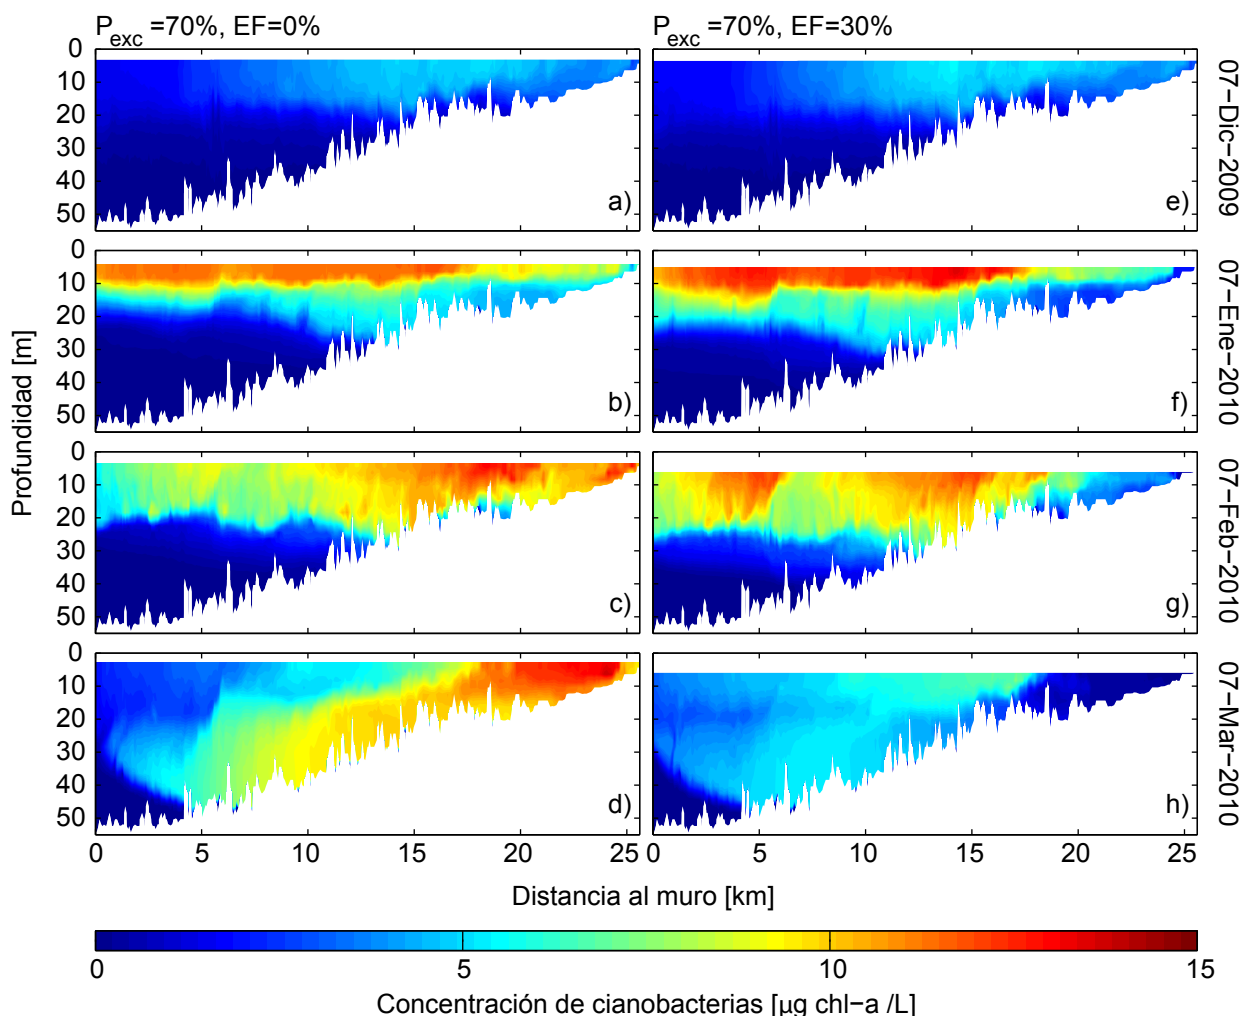 P_exc =70%, EF=0%
P_exc =70%, EF=30%
0
10
20
30
40
50
a)
e)
07−Dic−2009
0
10
20
30
40
50
b)
f)
07−Ene−2010
Profundidad [m]
0
10
20
30
40
50
c)
g)
07−Feb−2010
0
10
20
30
40
50
d)
h)
07−Mar−2010
0 5 10 15 20 25
0 5 10 15 20 25
Distancia al muro [km]
0 5 10 15
Concentración de cianobacterias [µg chl−a /L]